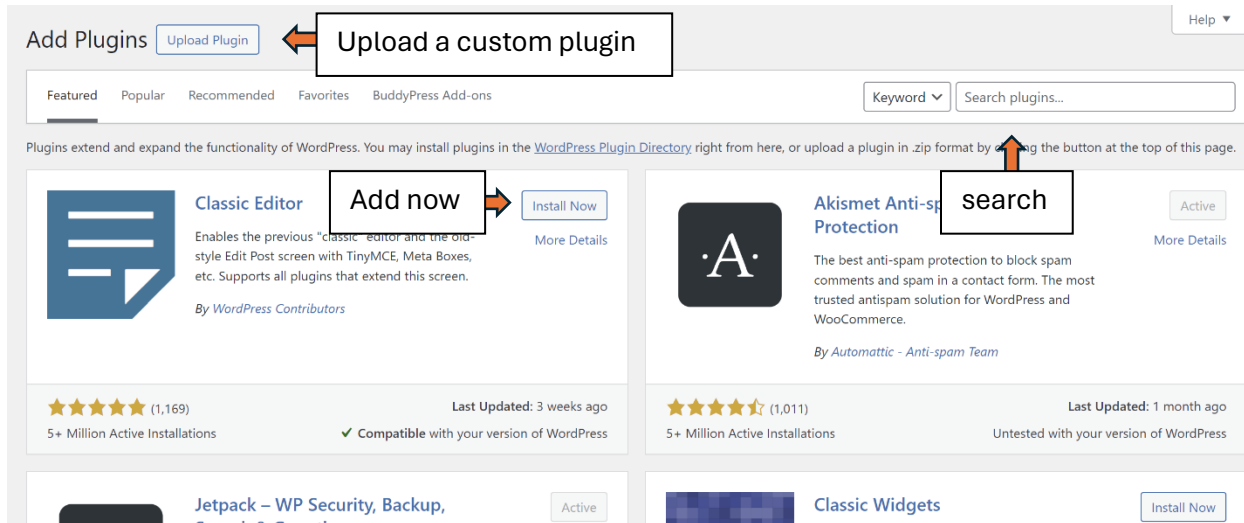 Help ▼
Add Plugins Upload Plugin Upload a custom plugin
Featured Popular Recommended Favorites BuddyPress Add-ons Keyword Search plugins...
Plugins extend and expand the functionality of WordPress. You may install plugins in the WordPress Plugin Directory right from here, or upload a plugin in .zip format by the button at the top of this page.
Classic Editor
Add now
Install Now
More Details
Enables the previous "classic" editor and the old-
style Edit Post screen with TinyMCE, Meta Boxes,
etc. Supports all plugins that extend this screen.
By WordPress Contributors
(1,169)
Last Updated: 3 weeks ago
5+ Million Active Installations
✔ Compatible with your version of WordPress
·A·
Akismet
Protection
search
Active
More Details
The best anti-spam protection to block spam
comments and spam in a contact form. The most
trusted antispam solution for WordPress and
WooCommerce.
By Automattic - Anti-spam Team
(1,011)
Last Updated: 1 month ago
5+ Million Active Installations
Untested with your version of WordPress
Jetpack – WP Security, Backup,
Active
Classic Widgets
Install Now